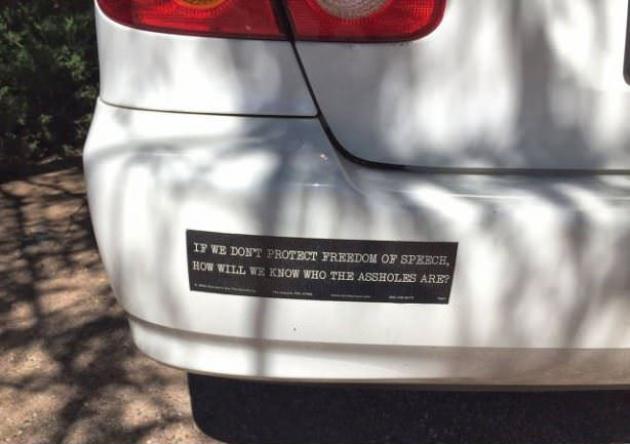 IF WE DON'T PROTECT FREEDOM OF SPEECH,
HOW WILL WE KNOW WHO THE ASSHOLES ARE?